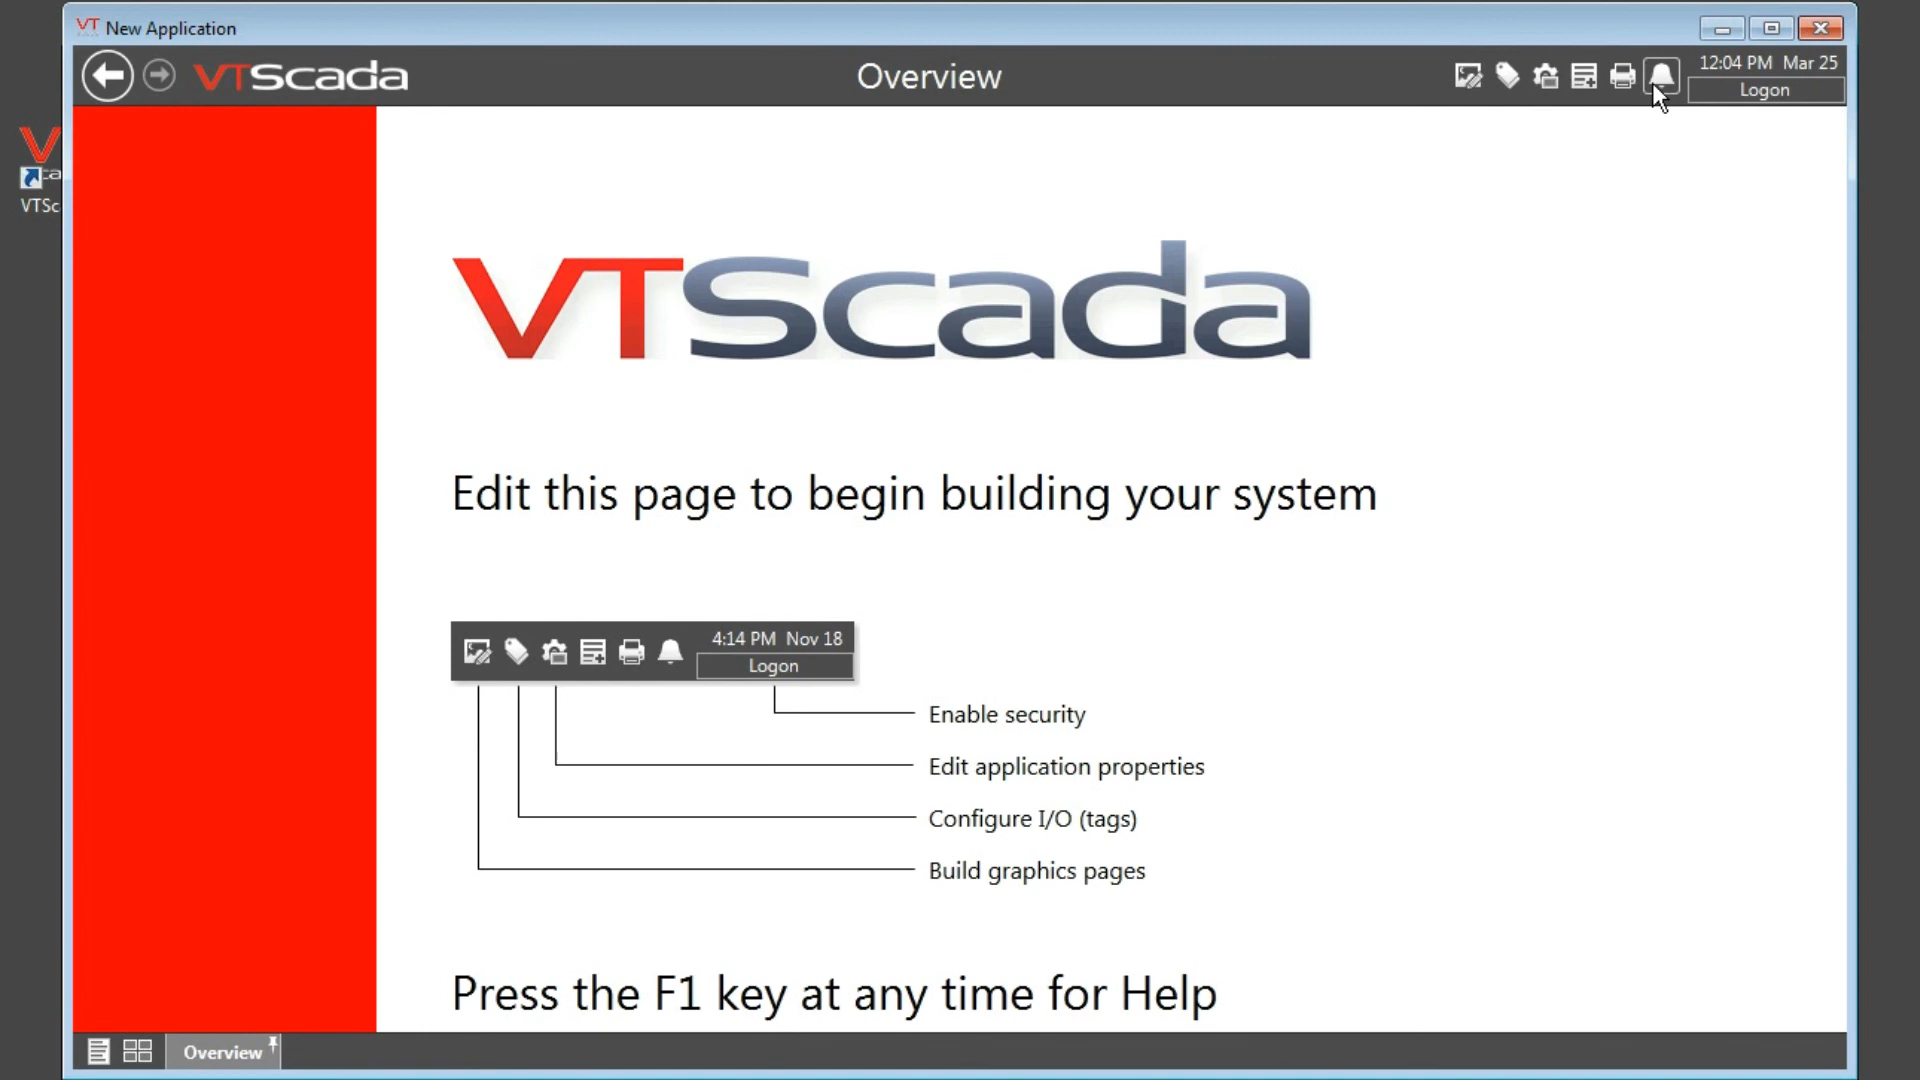 VT New Application
VTScada
Overview
12:04 PM Mar 25
Logon
VTSc
VTScada
Edit this page to begin building your system
4:14 PM Nov 18
Logon
Enable security
Edit application properties
Configure I/O (tags)
Build graphics pages
Press the F1 key at any time for Help
Overview